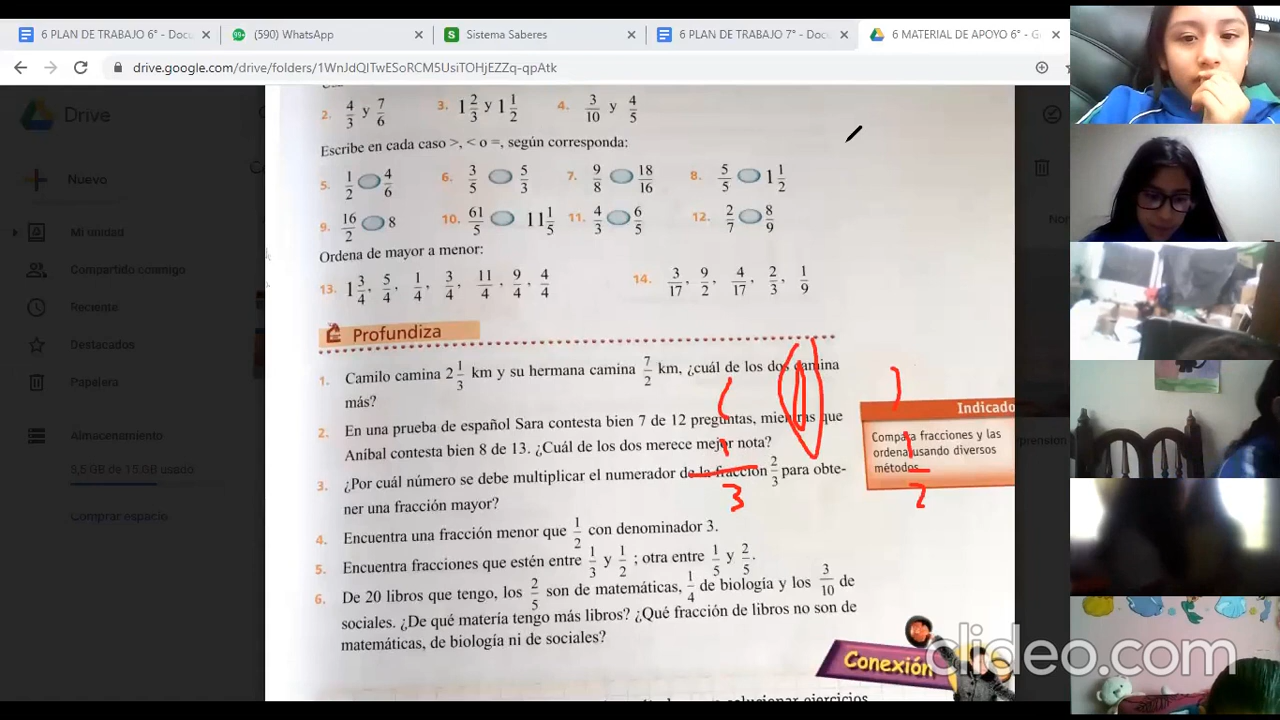 6 PLAN DE TRABAJO 6° - Docu
(590) WhatsApp
Sistema Saberes
6 PLAN DE TRABAJO 7° - Docu
6 MATERIAL DE APOYO 6° - G
drive.google.com/drive/folders/1WnJdQITwESoRCM5UsiTOHjEZZq-qpAtk
Drive
Nuevo
Mi unidad
Compartido conmigo
Reciente
Destacados
Papelera
Almacenamiento
Comprar espacio
2. 4/3 y 7/6 3. 1 2/3 y 1 1/2 4. 3/10 y 4/5
Escribe en cada caso >, < o =, según corresponda:
5. 1/2 4/6 6. 3/5 5/3 7. 9/8 18/16 8. 5/5 1 1/2
9. 16/2 8 10. 61/5 11 1/5 11. 4/3 6/5 12. 2/7 8/9
Ordena de mayor a menor:
13. 1 3/4, 5/4, 1/4, 3/4, 11/4, 9/4, 4/4 14. 3/17, 9/2, 4/17, 2/3, 1/9
Profundiza
1. Camilo camina 2 1/3 km y su hermana camina 7/2 km, ¿cuál de los dos camina
más?
2. En una prueba de español Sara contesta bien 7 de 12 preguntas, mientras que
Aníbal contesta bien 8 de 13. ¿Cuál de los dos merece mejor nota?
3. ¿Por cuál número se debe multiplicar el numerador de la fracción 2/3 para obte-
ner una fracción mayor?
4. Encuentra una fracción menor que 1/2 con denominador 3.
5. Encuentra fracciones que estén entre 1/3 y 1/2; otra entre 1/5 y 2/5.
6. De 20 libros que tengo, los 2/5 son de matemáticas, 1/4 de biología y los 3/10 de
sociales. ¿De qué materia tengo más libros? ¿Qué fracción de libros no son de
matemáticas, de biología ni de sociales?
1/3
1/2
Indicado
Compara fracciones y las
ordena usando diversos
métodos
Conexión
clideo.com